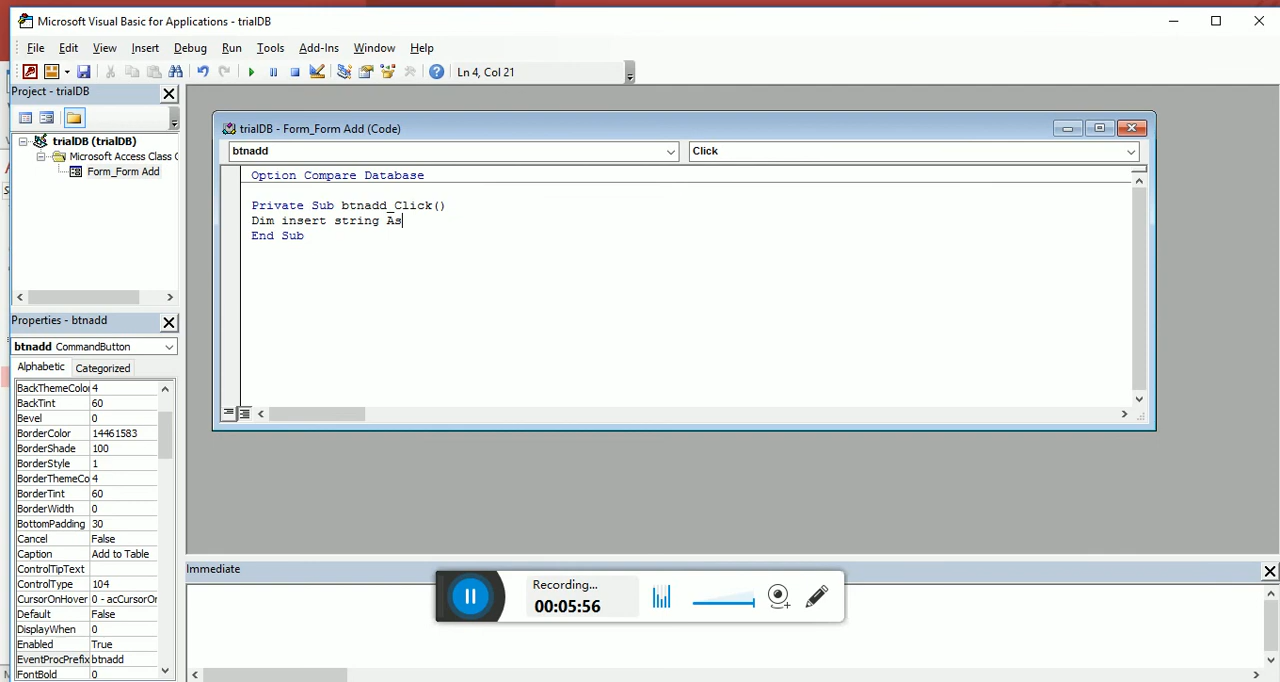 Microsoft Visual Basic for Applications - trialDB
File Edit View Insert Debug Run Tools Add-Ins Window Help
Ln 4, Col 21
Project - trialDB
trialDB (trialDB)
Microsoft Access Class O
Form_Form Add
trialDB - Form_Form Add (Code)
btnadd Click
Option Compare Database
Private Sub btnadd_Click()
Dim insert string As
End Sub
Properties - btnadd
btnadd CommandButton
Alphabetic Categorized
BackThemeColo 4
BackTint 60
Bevel 0
BorderColor 14461583
BorderShade 100
BorderStyle 1
BorderThemeCo 4
BorderTint 60
BorderWidth 0
BottomPadding 30
Cancel False
Caption Add to Table
ControlTipText
ControlType 104
CursorOnHover 0 - acCursorOn
Default False
DisplayWhen 0
Enabled True
EventProcPrefix btnadd
FontBold 0
Immediate
Recording...
00:05:56